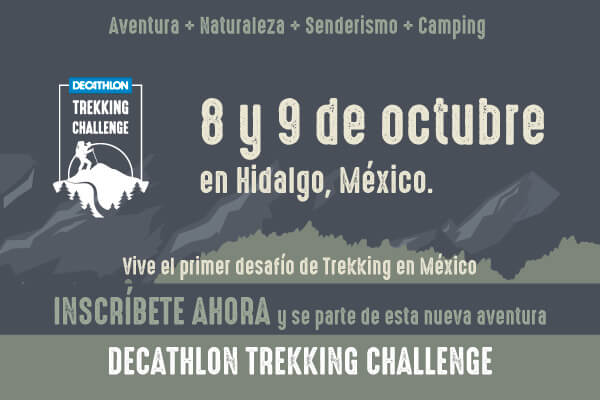 Aventura + Naturaleza + Senderismo + Camping
DECATHLON
TREKKING
CHALLENGE
8 y 9 de octubre
en Hidalgo, México.
Vive el primer desafío de Trekking en México
INSCRÍBETE AHORA y se parte de esta nueva aventura
DECATHLON TREKKING CHALLENGE